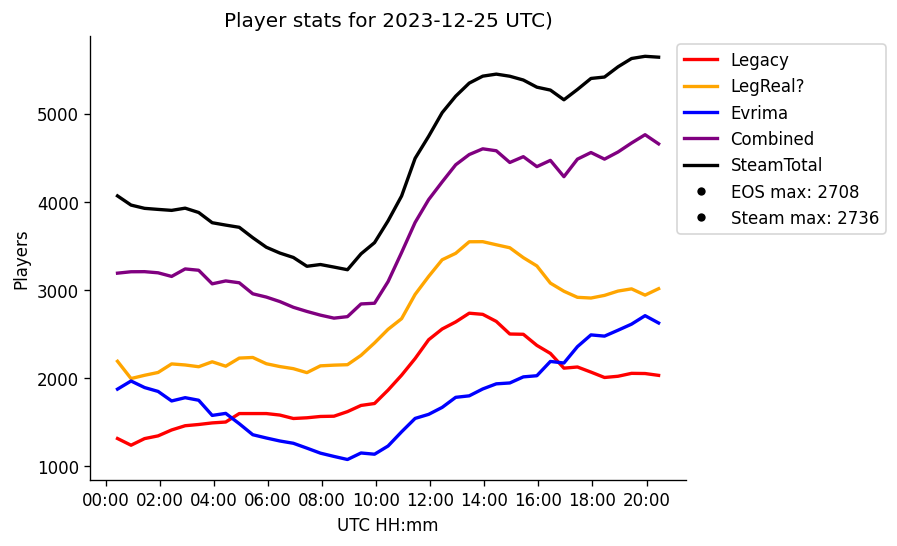 Player stats for 2023-12-25 UTC)
Legacy
LegReal?
Evrima
Combined
SteamTotal
EOS max: 2708
Steam max: 2736
Players
5000
4000
3000
2000
1000
00:00 02:00 04:00 06:00 08:00 10:00 12:00 14:00 16:00 18:00 20:00
UTC HH:mm